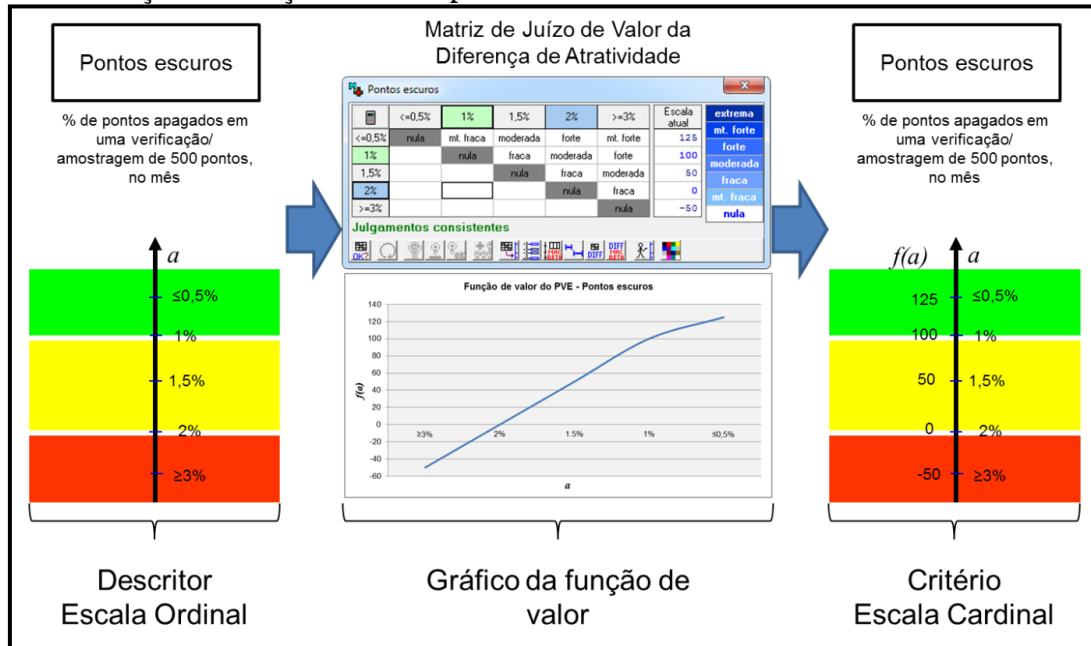 Pontos escuros
% de pontos apagados em
uma verificação/
amostragem de 500 pontos,
no mês
a
≤0,5%
1%
1,5%
2%
≥3%
Descritor
Escala Ordinal
Matriz de Juízo de Valor da
Diferença de Atratividade
Pontos escuros
<=0,5% 1% 1,5% 2% >=3% Escala atual
<=0,5% nula mt. fraca moderada forte mt. forte 125
1% nula fraca moderada forte 100
1,5% nula fraca moderada 50
2% nula fraca 0
>=3% nula -50
extrema
mt. forte
forte
moderada
fraca
mt. fraca
nula
Julgamentos consistentes
Função de valor do PVE - Pontos escuros
140
120
100
80
60
40
20
0
-20
-40
-60
f(a)
≥3% 2% 1.5% 1% ≤0,5%
a
Gráfico da função de
valor
Pontos escuros
% de pontos apagados em
uma verificação/
amostragem de 500 pontos,
no mês
f(a) a
125 ≤0,5%
100 1%
50 1,5%
0 2%
-50 ≥3%
Critério
Escala Cardinal